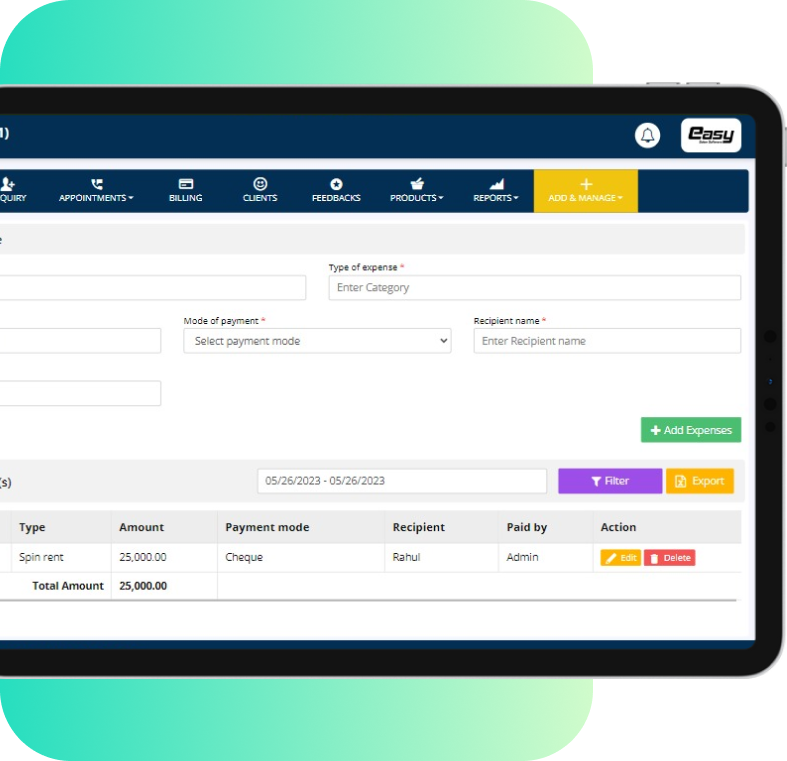 1)
Easy
QUIRY APPOINTMENTS BILLING CLIENTS FEEDBACKS PRODUCTS REPORTS ADD & MANAGE
e
Type of expense *
Enter Category
Mode of payment * Recipient name *
Select payment mode Enter Recipient name
Add Expenses
(s) 05/26/2023 - 05/26/2023 Filter Export
Type Amount Payment mode Recipient Paid by Action
Spin rent 25,000.00 Cheque Rahul Admin Edit Delete
Total Amount 25,000.00